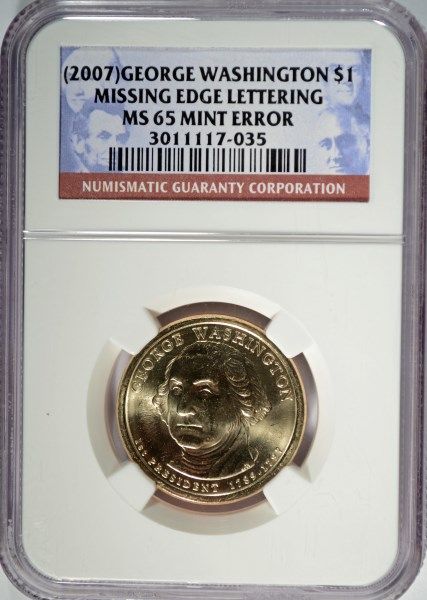 (2007)GEORGE WASHINGTON $1
MISSING EDGE LETTERING
MS 65 MINT ERROR
3011117-035
NUMISMATIC GUARANTY CORPORATION
GEORGE WASHINGTON
1st PRESIDENT 1789-1797